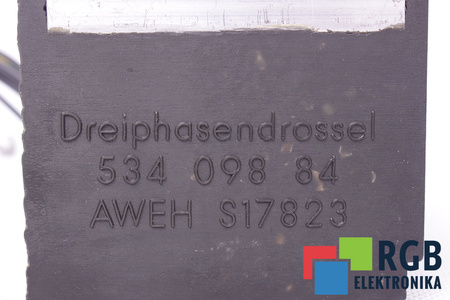 Dreiphasendrossel
534 098 84
AWEH S17823
RGB
ELEKTRONIKA